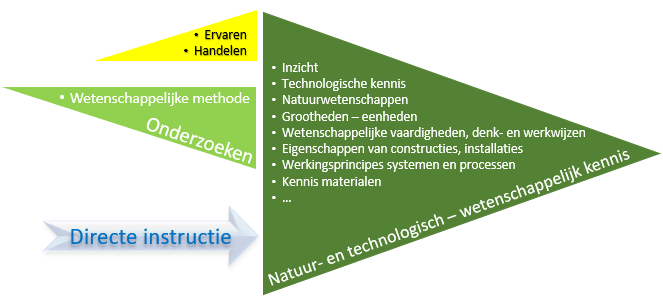 • Ervaren
• Handelen
• Wetenschappelijke methode
Onderzoeken
Directe instructie
• Inzicht
• Technologische kennis
• Natuurwetenschappen
• Grootheden – eenheden
• Wetenschappelijke vaardigheden, denk- en werkwijzen
• Eigenschappen van constructies, installaties
• Werkingsprincipes systemen en processen
• Kennis materialen
• ...
Natuur- en technologisch – wetenschappelijk kennis